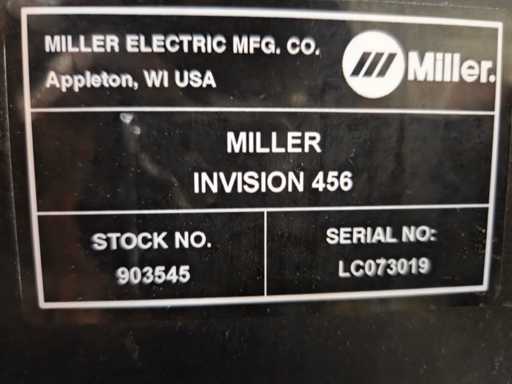 MILLER ELECTRIC MFG. CO.
Appleton, WI USA
Miller.
MILLER
INVISION 456
STOCK NO.
903545
SERIAL NO:
LC073019